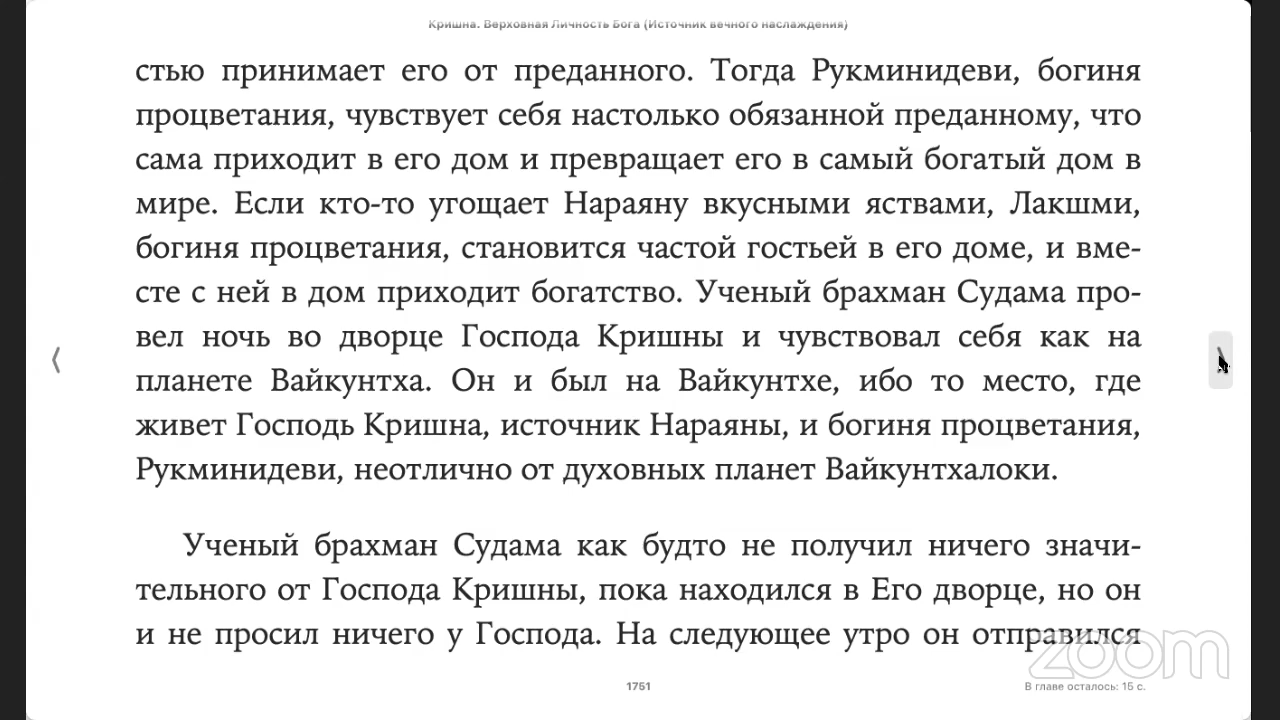 Кришна. Верховная Личность Бога (Источник вечного наслаждения)
стью принимает его от преданного. Тогда Рукминидеви, богиня
процветания, чувствует себя настолько обязанной преданному, что
сама приходит в его дом и превращает его в самый богатый дом в
мире. Если кто-то угощает Нараяну вкусными яствами, Лакшми,
богиня процветания, становится частой гостьей в его доме, и вме-
сте с ней в дом приходит богатство. Ученый брахман Судама про-
вел ночь во дворце Господа Кришны и чувствовал себя как на
планете Вайкунтха. Он и был на Вайкунтхе, ибо то место, где
живет Господь Кришна, источник Нараяны, и богиня процветания,
Рукминидеви, неотлично от духовных планет Вайкунтхалоки.
Ученый брахман Судама как будто не получил ничего значи-
тельного от Господа Кришны, пока находился в Его дворце, но он
и не просил ничего у Господа. На следующее утро он отправился
zoom
1751
В главе осталось: 15 с.